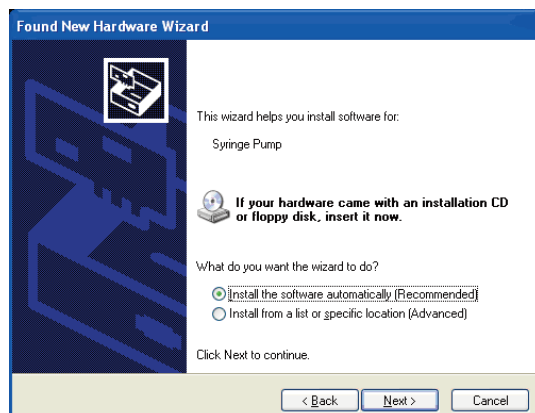 Found New Hardware Wizard
This wizard helps you install software for:
Syringe Pump
If your hardware came with an installation CD
or floppy disk, insert it now.
What do you want the wizard to do?
Install the software automatically (Recommended)
Install from a list or specific location (Advanced)
Click Next to continue.
< Back Next > Cancel